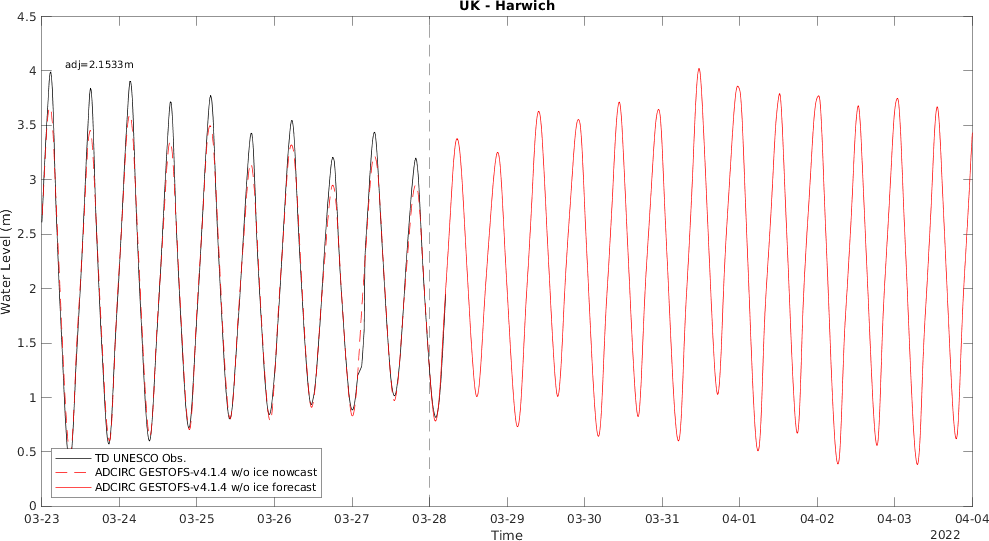 UK - Harwich
4.5
4
3.5
3
2.5
2
1.5
1
0.5
0
Water Level (m)
adj=2.1533m
TD UNESCO Obs.
ADCIRC GESTOFS-v4.1.4 w/o ice nowcast
ADCIRC GESTOFS-v4.1.4 w/o ice forecast
03-23 03-24 03-25 03-26 03-27 03-28 03-29 03-30 03-31 04-01 04-02 04-03 04-04
Time
2022